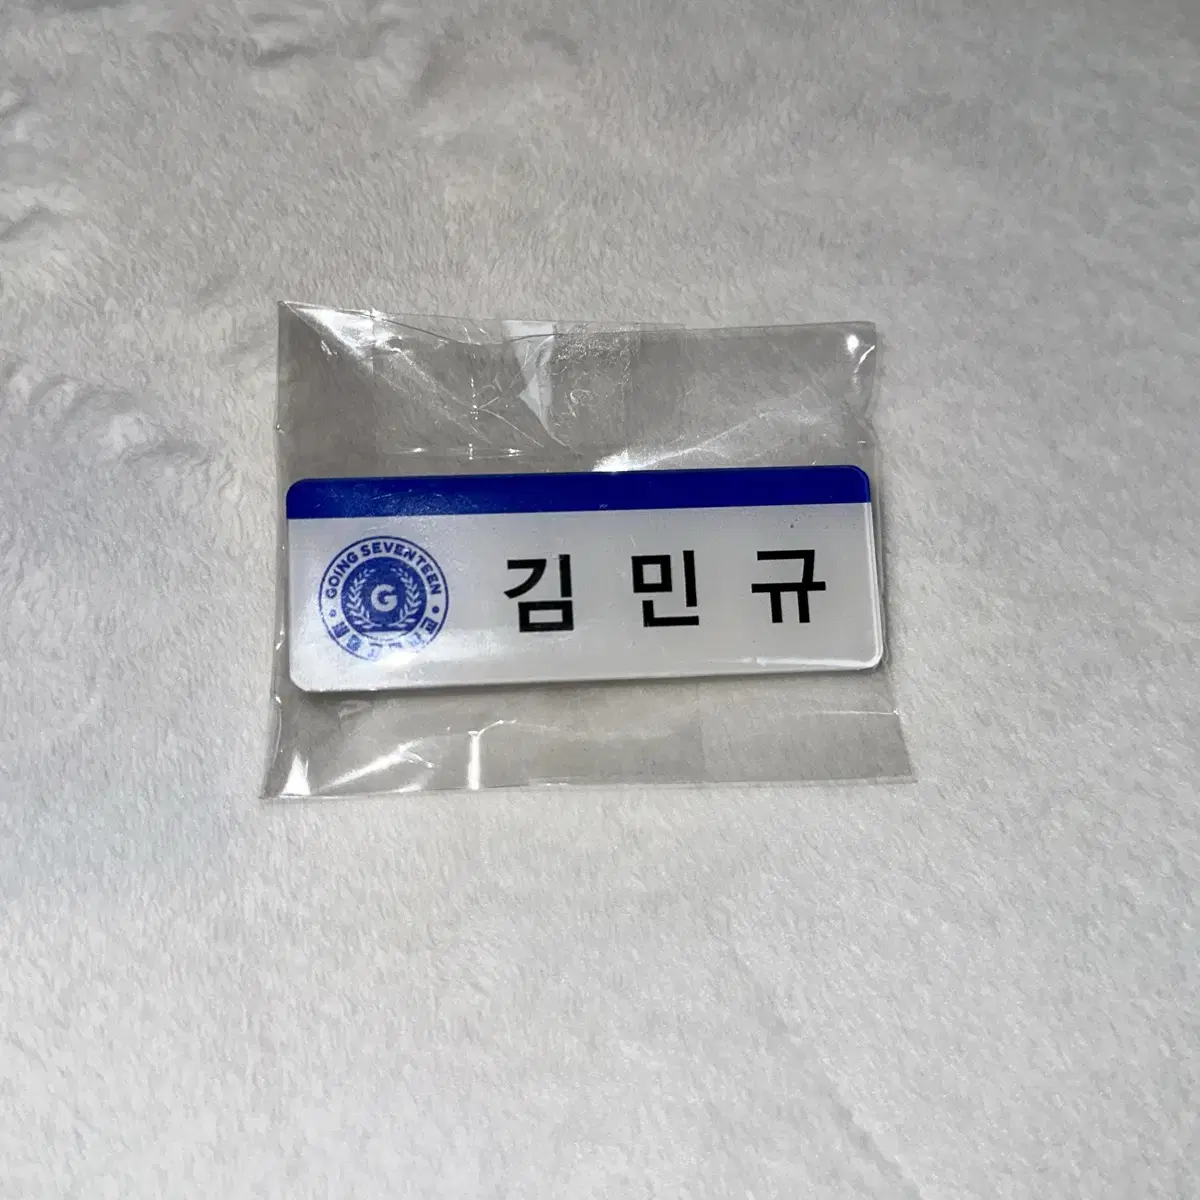 GOING SEVENTEEN
G
김 민 규